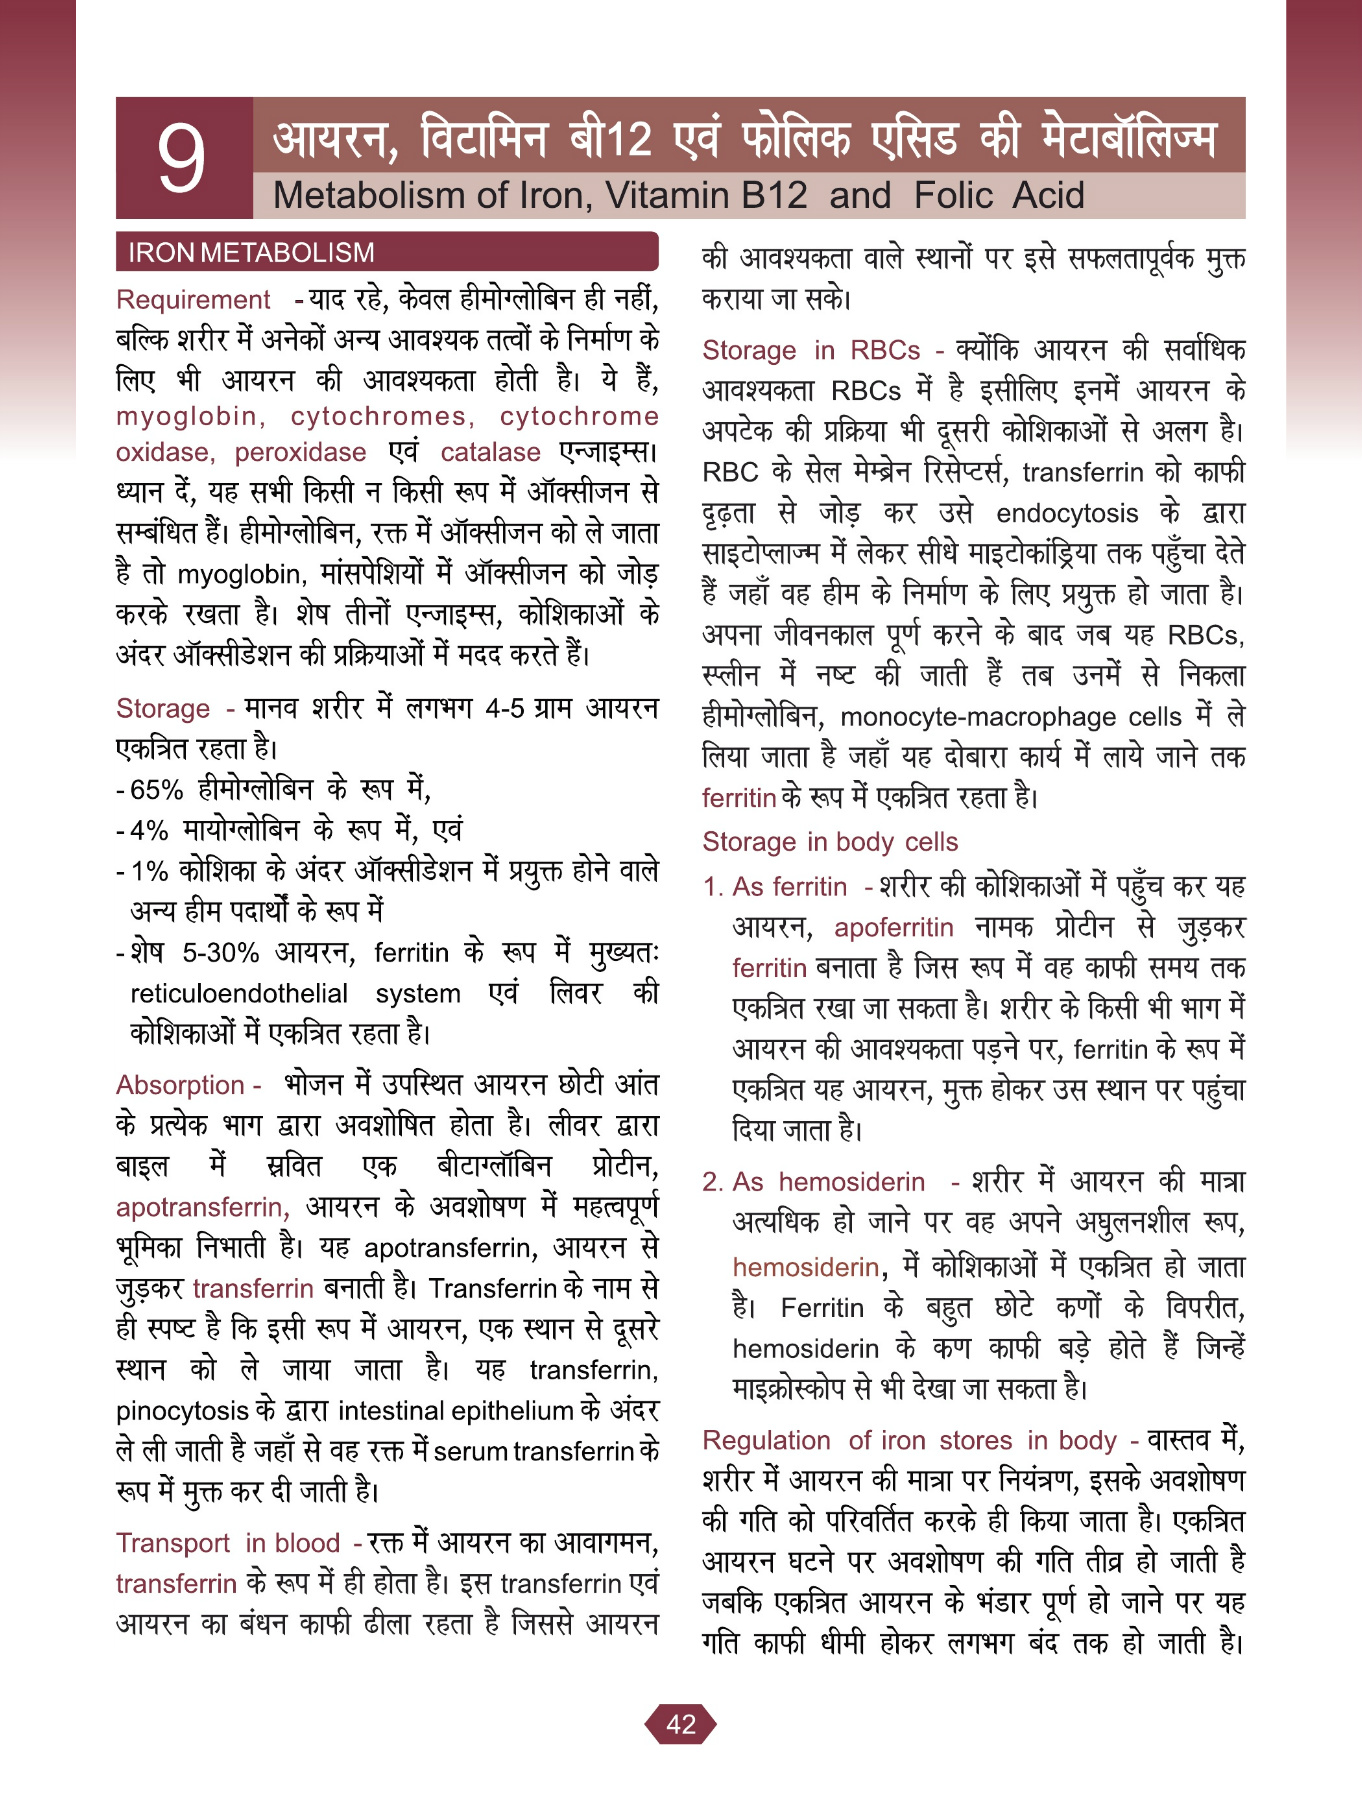 9
आयरन, विटामिन बी12 एवं फोलिक एसिड की मेटाबॉलिज्म
Metabolism of Iron, Vitamin B12 and Folic Acid
IRON METABOLISM
Requirement - याद रहे, केवल हीमोग्लोबिन ही नहीं,
बल्कि शरीर में अनेकों अन्य आवश्यक तत्वों के निर्माण के
लिए भी आयरन की आवश्यकता होती है। ये हैं,
myoglobin, cytochromes, cytochrome
oxidase, peroxidase एवं catalase एन्जाइम्स।
ध्यान दें, यह सभी किसी न किसी रूप में ऑक्सीजन से
सम्बंधित हैं। हीमोग्लोबिन, रक्त में ऑक्सीजन को ले जाता
है तो myoglobin, मांसपेशियों में ऑक्सीजन को जोड़
करके रखता है। शेष तीनों एन्जाइम्स, कोशिकाओं के
अंदर ऑक्सीडेशन की प्रक्रियाओं में मदद करते हैं।
Storage - मानव शरीर में लगभग 4-5 ग्राम आयरन
एकत्रित रहता है।
- 65% हीमोग्लोबिन के रूप में,
- 4% मायोग्लोबिन के रूप में, एवं
- 1% कोशिका के अंदर ऑक्सीडेशन में प्रयुक्त होने वाले
अन्य हीम पदार्थों के रूप में
- शेष 5-30% आयरन, ferritin के रूप में मुख्यतः
reticuloendothelial system एवं लिवर की
कोशिकाओं में एकत्रित रहता है।
Absorption - भोजन में उपस्थित आयरन छोटी आंत
के प्रत्येक भाग द्वारा अवशोषित होता है। लीवर द्वारा
बाइल में स्रवित एक बीटाग्लॉबिन प्रोटीन,
apotransferrin, आयरन के अवशोषण में महत्वपूर्ण
भूमिका निभाती है। यह apotransferrin, आयरन से
जुड़कर transferrin बनाती है। Transferrin के नाम से
ही स्पष्ट है कि इसी रूप में आयरन, एक स्थान से दूसरे
स्थान को ले जाया जाता है। यह transferrin,
pinocytosis के द्वारा intestinal epithelium के अंदर
ले ली जाती है जहाँ से वह रक्त में serum transferrin के
रूप में मुक्त कर दी जाती है।
Transport in blood - रक्त में आयरन का आवागमन,
transferrin के रूप में ही होता है। इस transferrin एवं
आयरन का बंधन काफी ढीला रहता है जिससे आयरन
की आवश्यकता वाले स्थानों पर इसे सफलतापूर्वक मुक्त
कराया जा सके।
Storage in RBCs - क्योंकि आयरन की सर्वाधिक
आवश्यकता RBCs में है इसीलिए इनमें आयरन के
अपटेक की प्रक्रिया भी दूसरी कोशिकाओं से अलग है।
RBC के सेल मेम्ब्रेन रिसेप्टर्स, transferrin को काफी
दृढ़ता से जोड़ कर उसे endocytosis के द्वारा
साइटोप्लाज्म में लेकर सीधे माइटोकांड्रिया तक पहुँचा देते
हैं जहाँ वह हीम के निर्माण के लिए प्रयुक्त हो जाता है।
अपना जीवनकाल पूर्ण करने के बाद जब यह RBCs,
स्प्लीन में नष्ट की जाती हैं तब उनमें से निकला
हीमोग्लोबिन, monocyte-macrophage cells में ले
लिया जाता है जहाँ यह दोबारा कार्य में लाये जाने तक
ferritin के रूप में एकत्रित रहता है।
Storage in body cells
1. As ferritin - शरीर की कोशिकाओं में पहुँच कर यह
आयरन, apoferritin नामक प्रोटीन से जुड़कर
ferritin बनाता है जिस रूप में वह काफी समय तक
एकत्रित रखा जा सकता है। शरीर के किसी भी भाग में
आयरन की आवश्यकता पड़ने पर, ferritin के रूप में
एकत्रित यह आयरन, मुक्त होकर उस स्थान पर पहुंचा
दिया जाता है।
2. As hemosiderin - शरीर में आयरन की मात्रा
अत्यधिक हो जाने पर वह अपने अघुलनशील रूप,
hemosiderin, में कोशिकाओं में एकत्रित हो जाता
है। Ferritin के बहुत छोटे कणों के विपरीत,
hemosiderin के कण काफी बड़े होते हैं जिन्हें
माइक्रोस्कोप से भी देखा जा सकता है।
Regulation of iron stores in body - वास्तव में,
शरीर में आयरन की मात्रा पर नियंत्रण, इसके अवशोषण
की गति को परिवर्तित करके ही किया जाता है। एकत्रित
आयरन घटने पर अवशोषण की गति तीव्र हो जाती है
जबकि एकत्रित आयरन के भंडार पूर्ण हो जाने पर यह
गति काफी धीमी होकर लगभग बंद तक हो जाती है।
42